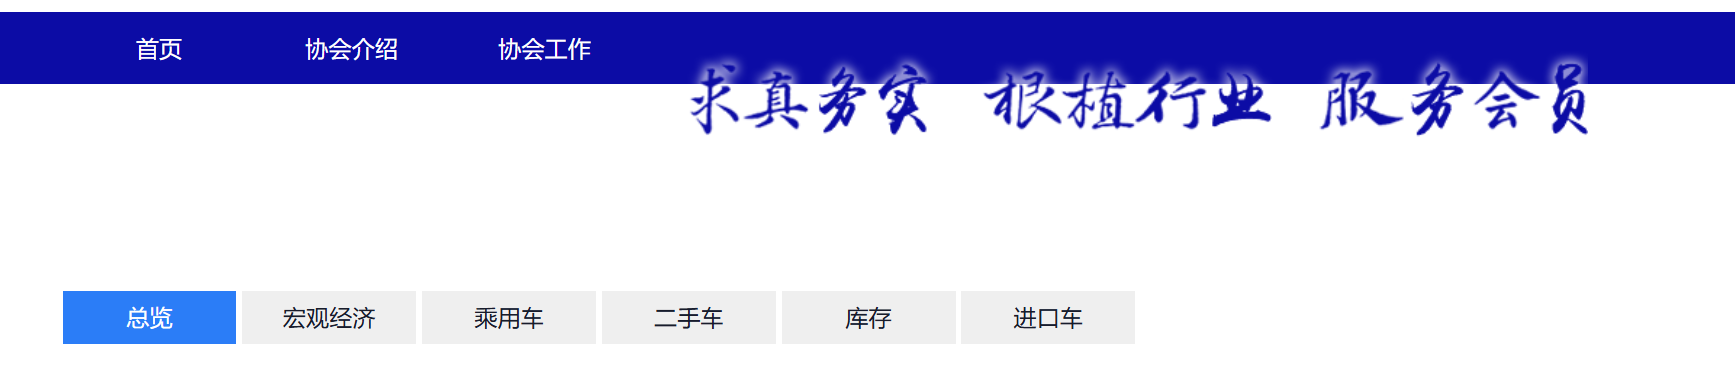 首页 协会介绍 协会工作
求真务实 根植行业 服务会员
总览 宏观经济 乘用车 二手车 库存 进口车